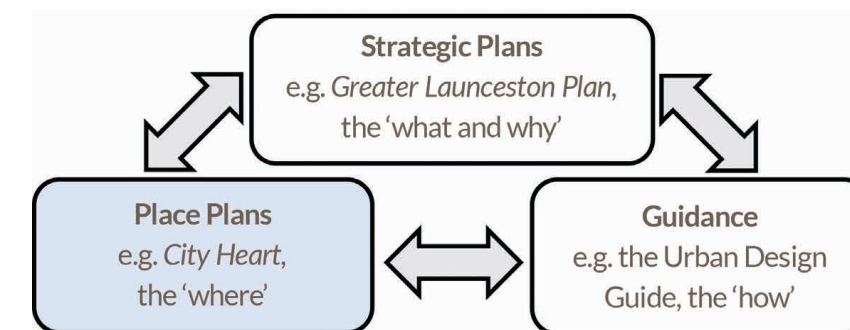 Strategic Plans
e.g. Greater Launceston Plan,
the ‘what and why’
Place Plans
e.g. City Heart,
the ‘where’
Guidance
e.g. the Urban Design
Guide, the ‘how’